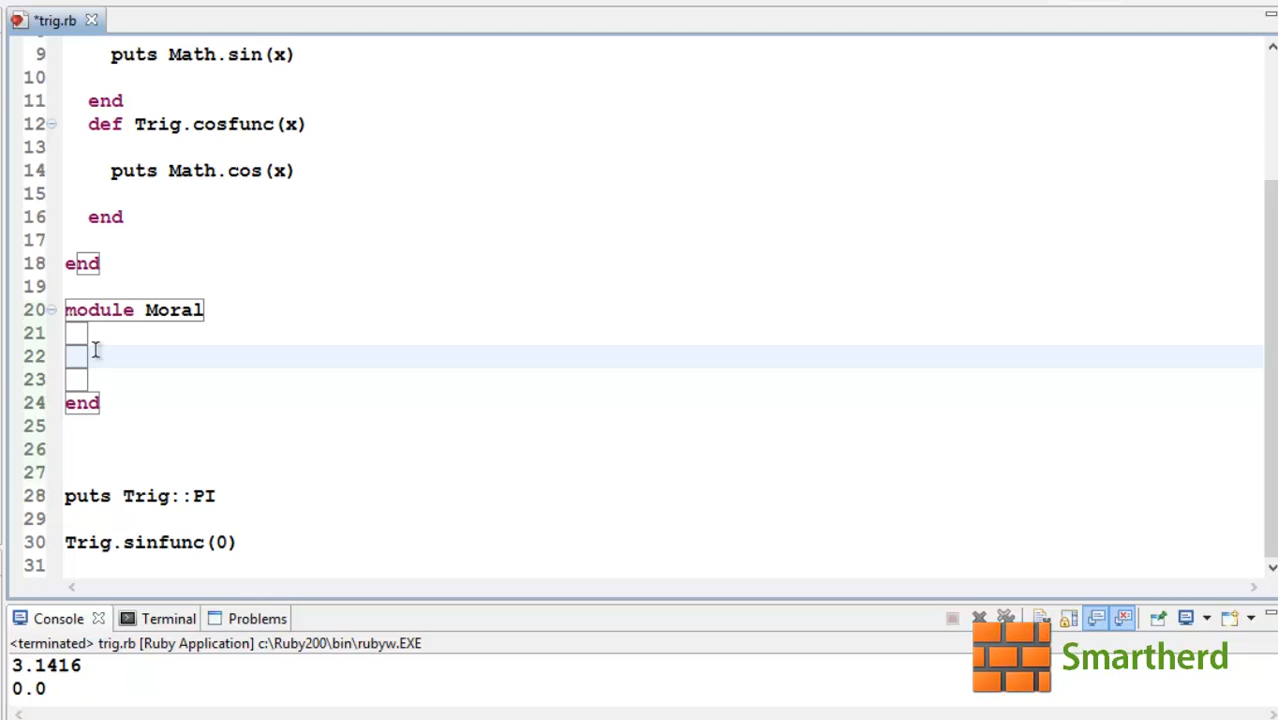 *trig.rb
9 puts Math.sin(x)
10
11 end
12 def Trig.cosfunc(x)
13
14 puts Math.cos(x)
15
16 end
17
18 end
19
20 module Moral
21
22
23
24 end
25
26
27
28 puts Trig::PI
29
30 Trig.sinfunc(0)
31
Console Terminal Problems
<terminated> trig.rb [Ruby Application] c:\Ruby200\bin\rubyw.EXE
3.1416
0.0
Smartherd